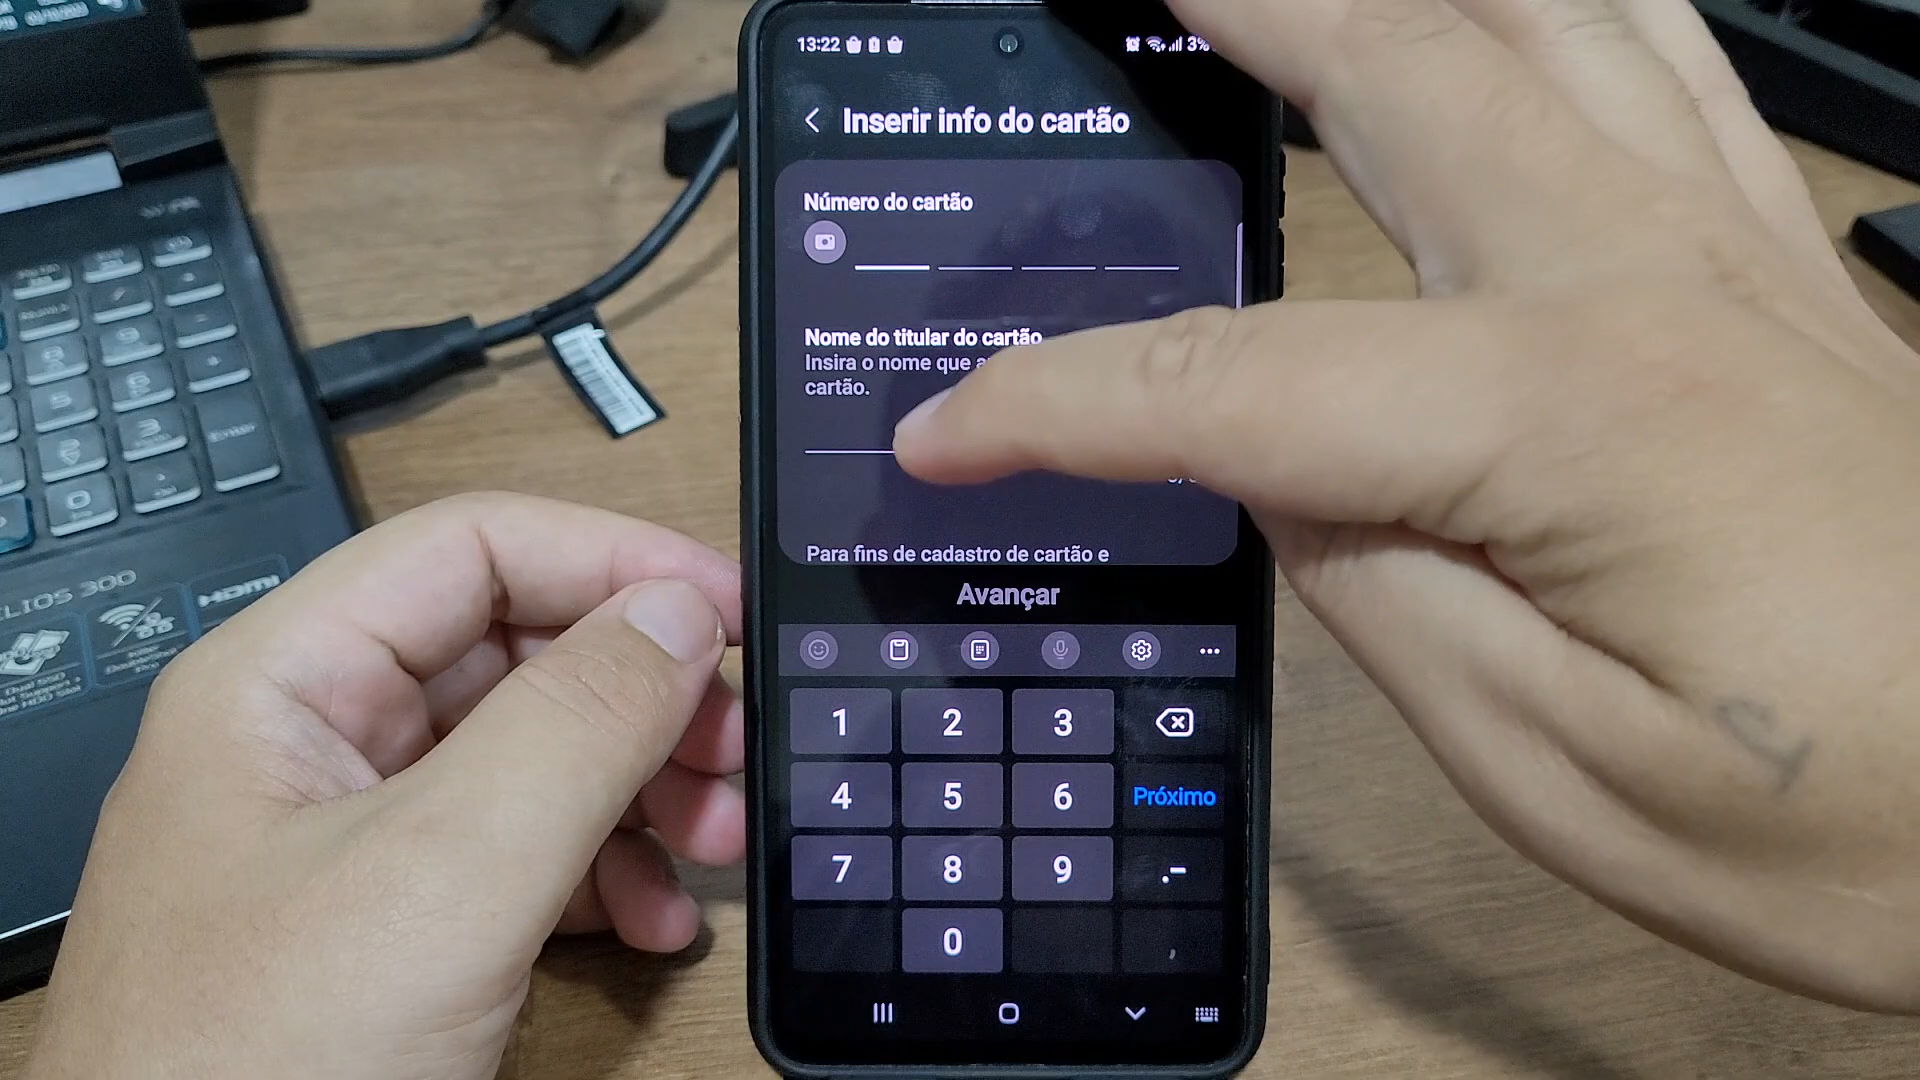 13:22
3%
Inserir info do cartão
Número do cartão
Nome do titular do cartão
Insira o nome que
cartão.
Para fins de cadastro de cartão e
Avançar
1 2 3
4 5 6 Próximo
7 8 9 .-
0 ,
ELIOS 300
HDMI
Enter